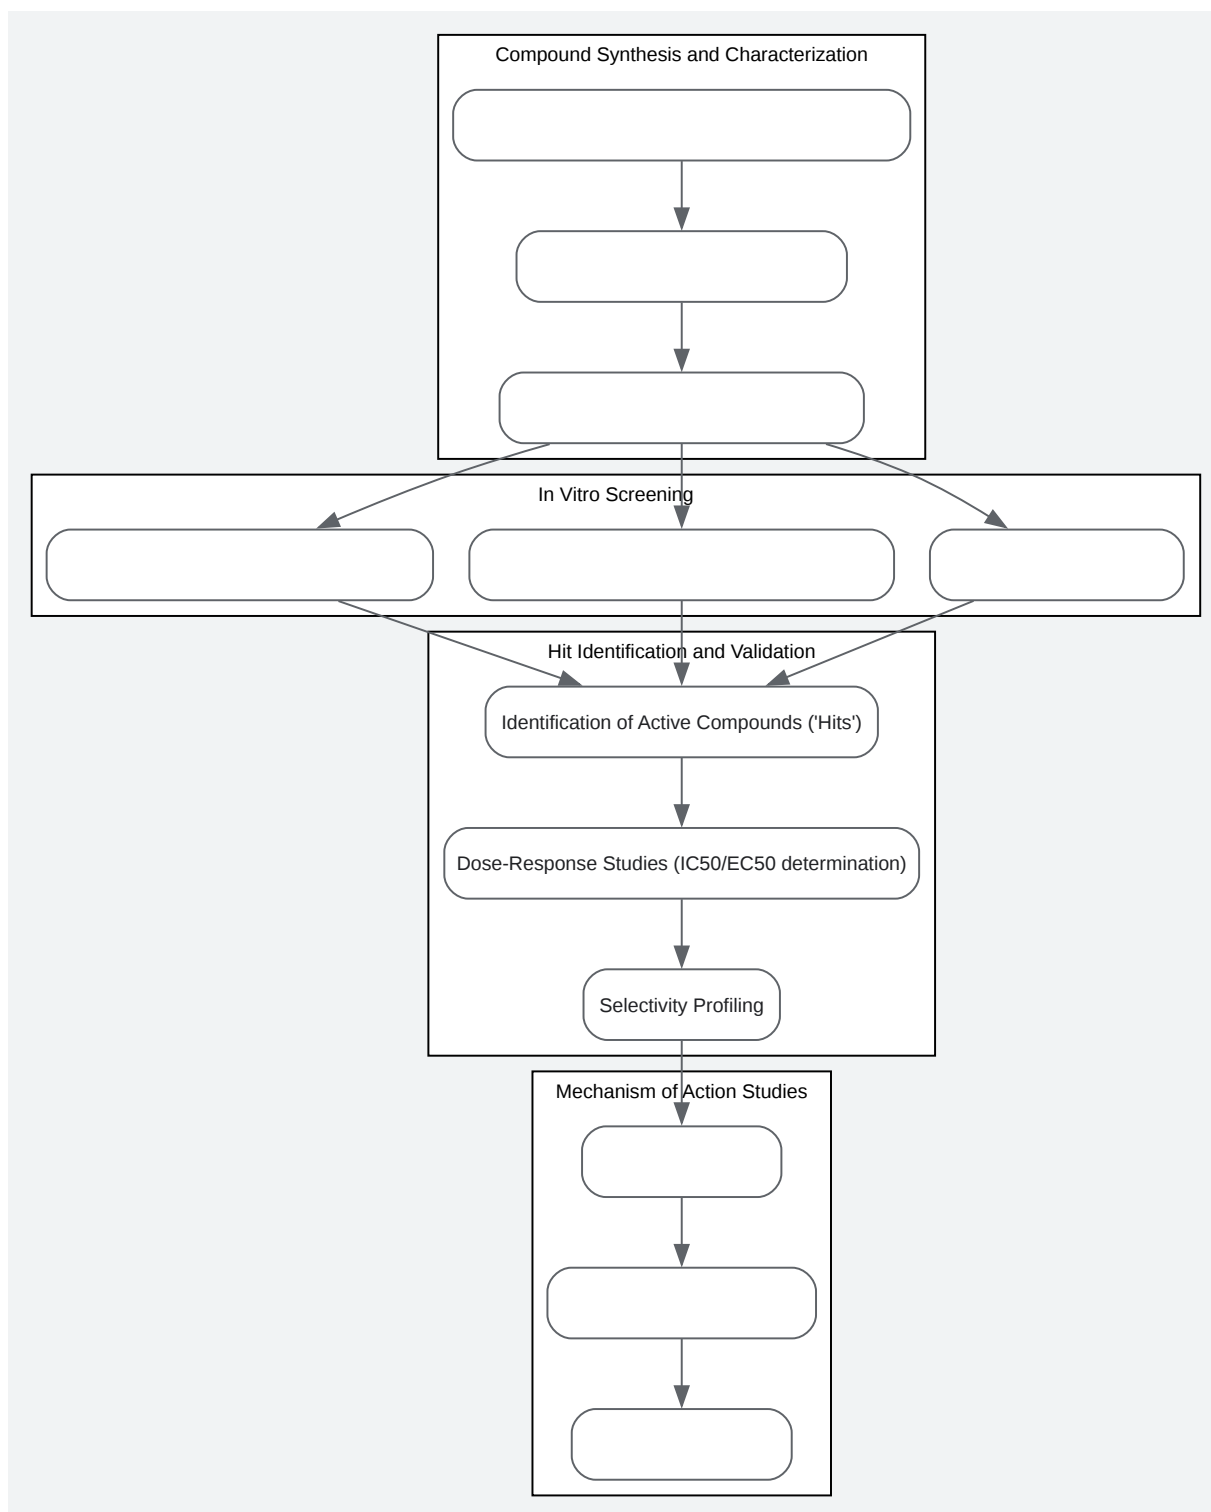 Compound Synthesis and Characterization
In Vitro Screening
Hit Identification and Validation
Identification of Active Compounds ('Hits')
Dose-Response Studies (IC50/EC50 determination)
Selectivity Profiling
Mechanism of Action Studies